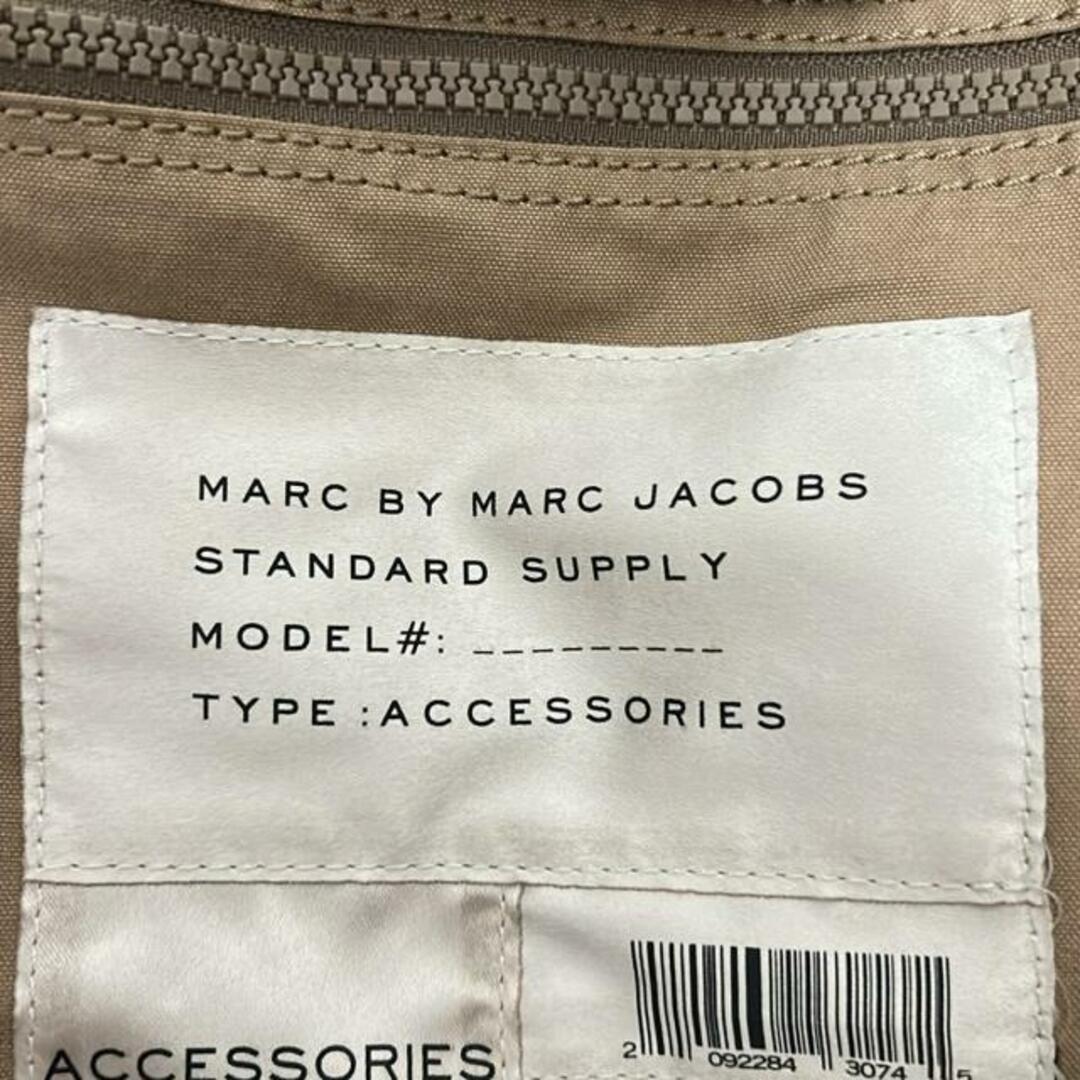 MARC BY MARC JACOBS
STANDARD SUPPLY
MODEL#: _________
TYPE :ACCESSORIES
ACCESSORIES
2 092284 3074 5